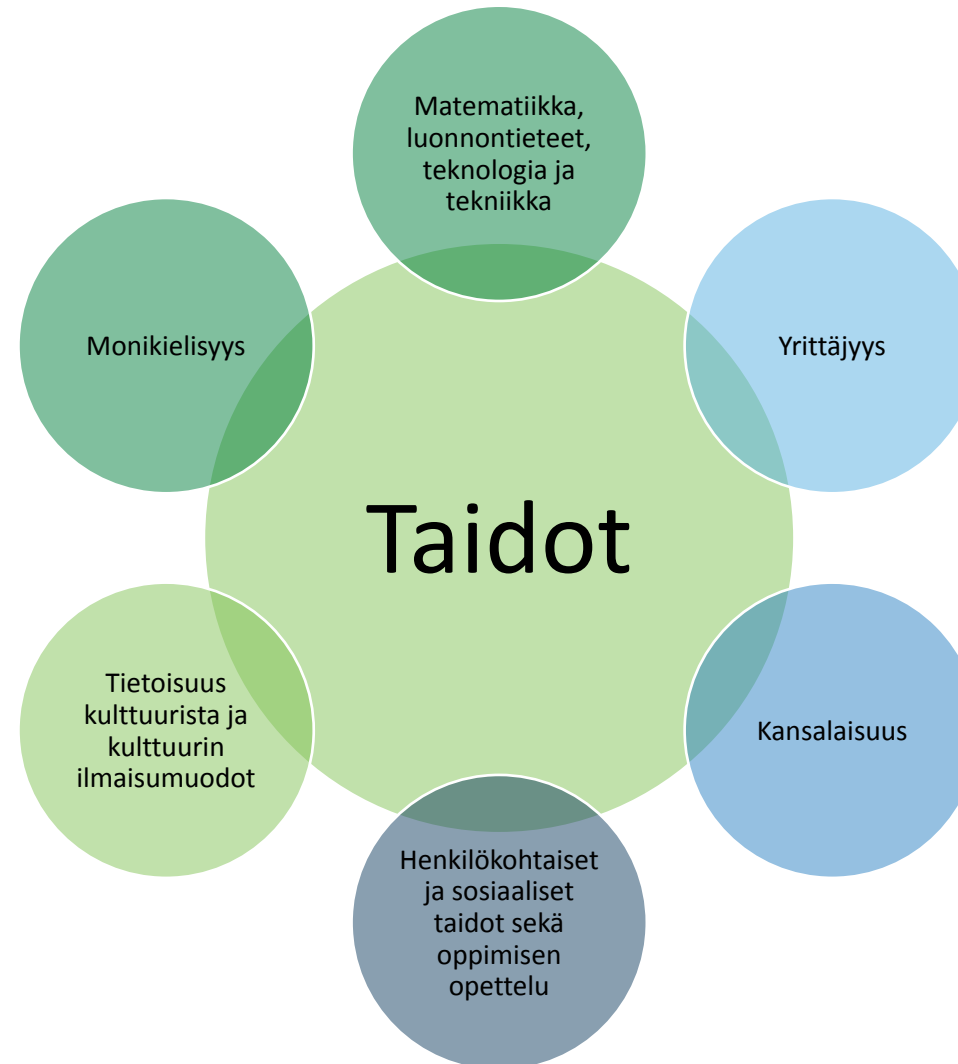 Matematiikka,
luonnontieteet,
teknologia ja
tekniikka
Monikielisyys
Yrittäjyys
Taidot
Tietoisuus
kulttuurista ja
kulttuurin
ilmaisumuodot
Kansalaisuus
Henkilökohtaiset
ja sosiaaliset
taidot sekä
oppimisen
opettelu